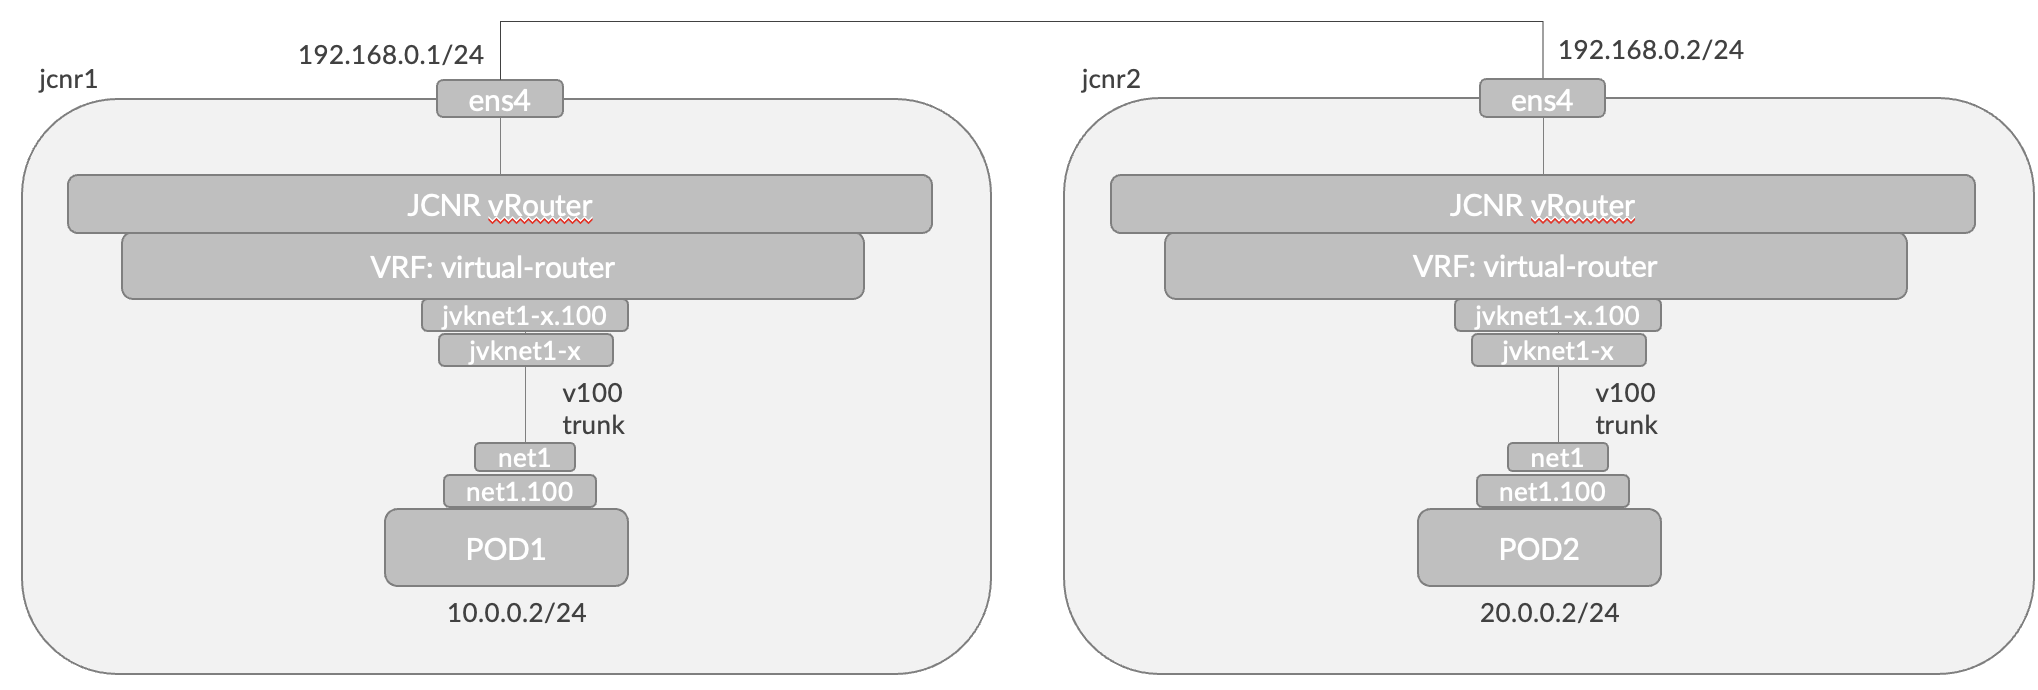 192.168.0.1/24
jcnr1
ens4
JCNR vRouter
VRF: virtual-router
jvknet1-x.100
jvknet1-x
v100
trunk
net1
net1.100
POD1
10.0.0.2/24
192.168.0.2/24
jcnr2
ens4
JCNR vRouter
VRF: virtual-router
jvknet1-x.100
jvknet1-x
v100
trunk
net1
net1.100
POD2
20.0.0.2/24